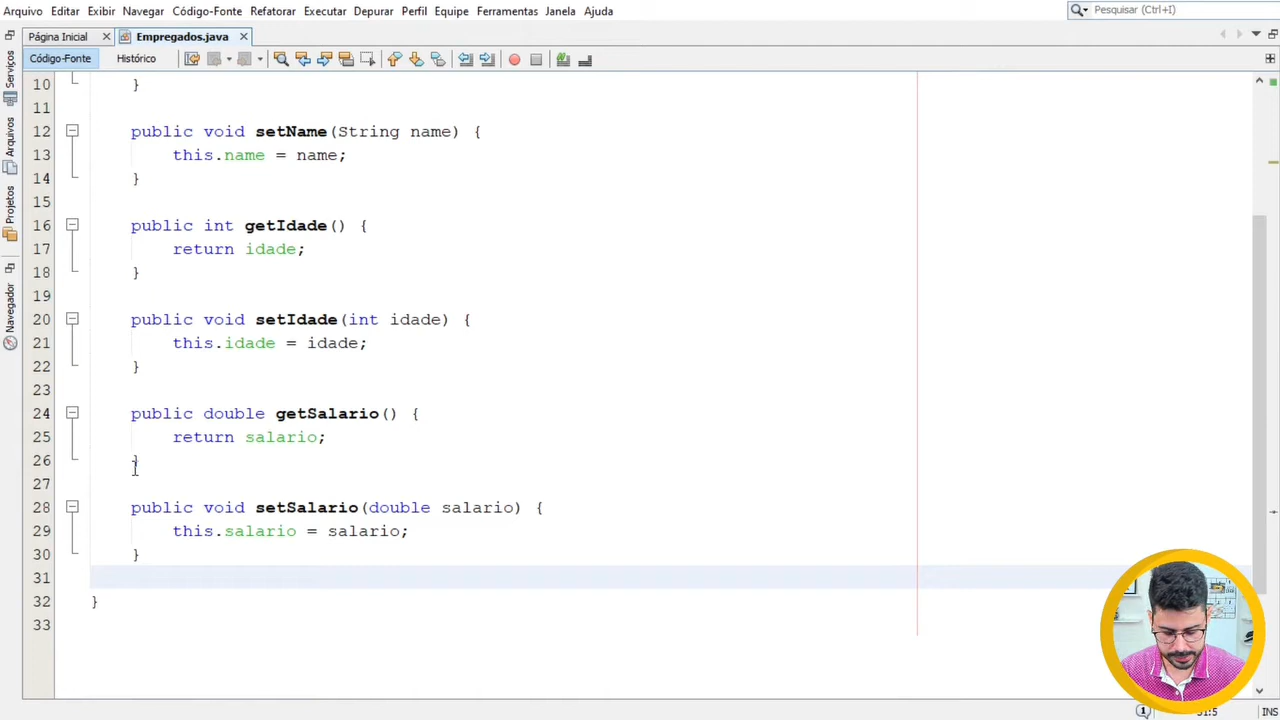 Arquivo Editar Exibir Navegar Código-Fonte Refatorar Executar Depurar Perfil Equipe Ferramentas Janela Ajuda
Pesquisar (Ctrl+I)
Página Inicial
Empregados.java
Código-Fonte
Histórico
Serviços
Arquivos
Projetos
Navegador
10 }
11
12 public void setName(String name) {
13 this.name = name;
14 }
15
16 public int getIdade() {
17 return idade;
18 }
19
20 public void setIdade(int idade) {
21 this.idade = idade;
22 }
23
24 public double getSalario() {
25 return salario;
26 }
27
28 public void setSalario(double salario) {
29 this.salario = salario;
30 }
31
32 }
33
31:5
INS